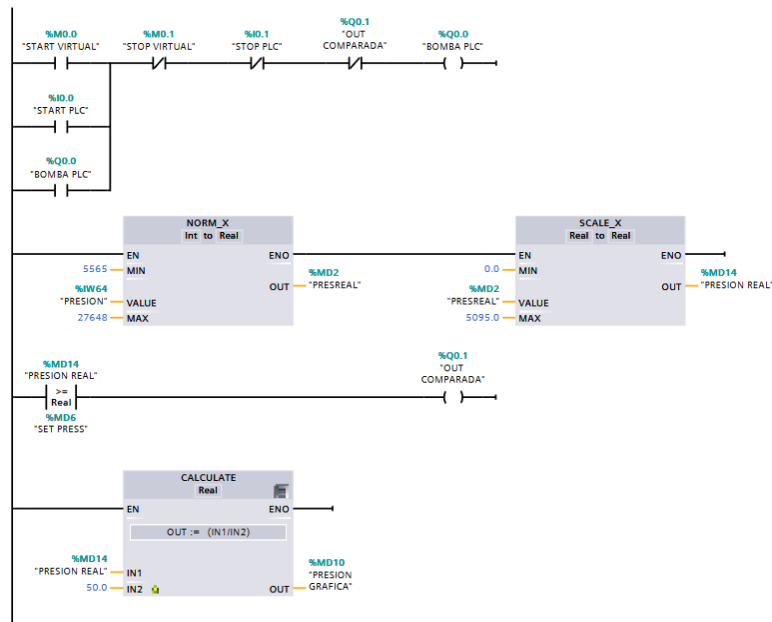 %M0.0 %M0.1 %I0.1 %Q0.1 %Q0.0
"START VIRTUAL" "STOP VIRTUAL" "STOP PLC" "OUT COMPARADA" "BOMBA PLC"
%I0.0
"START PLC"
%Q0.0
"BOMBA PLC"
NORM_X
Int to Real
EN ENO
5565 MIN
%MD2
OUT "PRESREAL"
%IW64
"PRESION" VALUE
27648 MAX
SCALE_X
Real to Real
EN ENO
0.0 MIN
%MD14
OUT "PRESION REAL"
%MD2
"PRESREAL" VALUE
5095.0 MAX
%MD14
"PRESION REAL"
>=
Real
%MD6
"SET PRESS"
%Q0.1
"OUT
COMPARADA"
CALCULATE
Real
EN ENO
OUT := (IN1/IN2)
%MD14
"PRESION REAL" IN1
50.0 IN2
%MD10
"PRESION
GRAFICA"
OUT